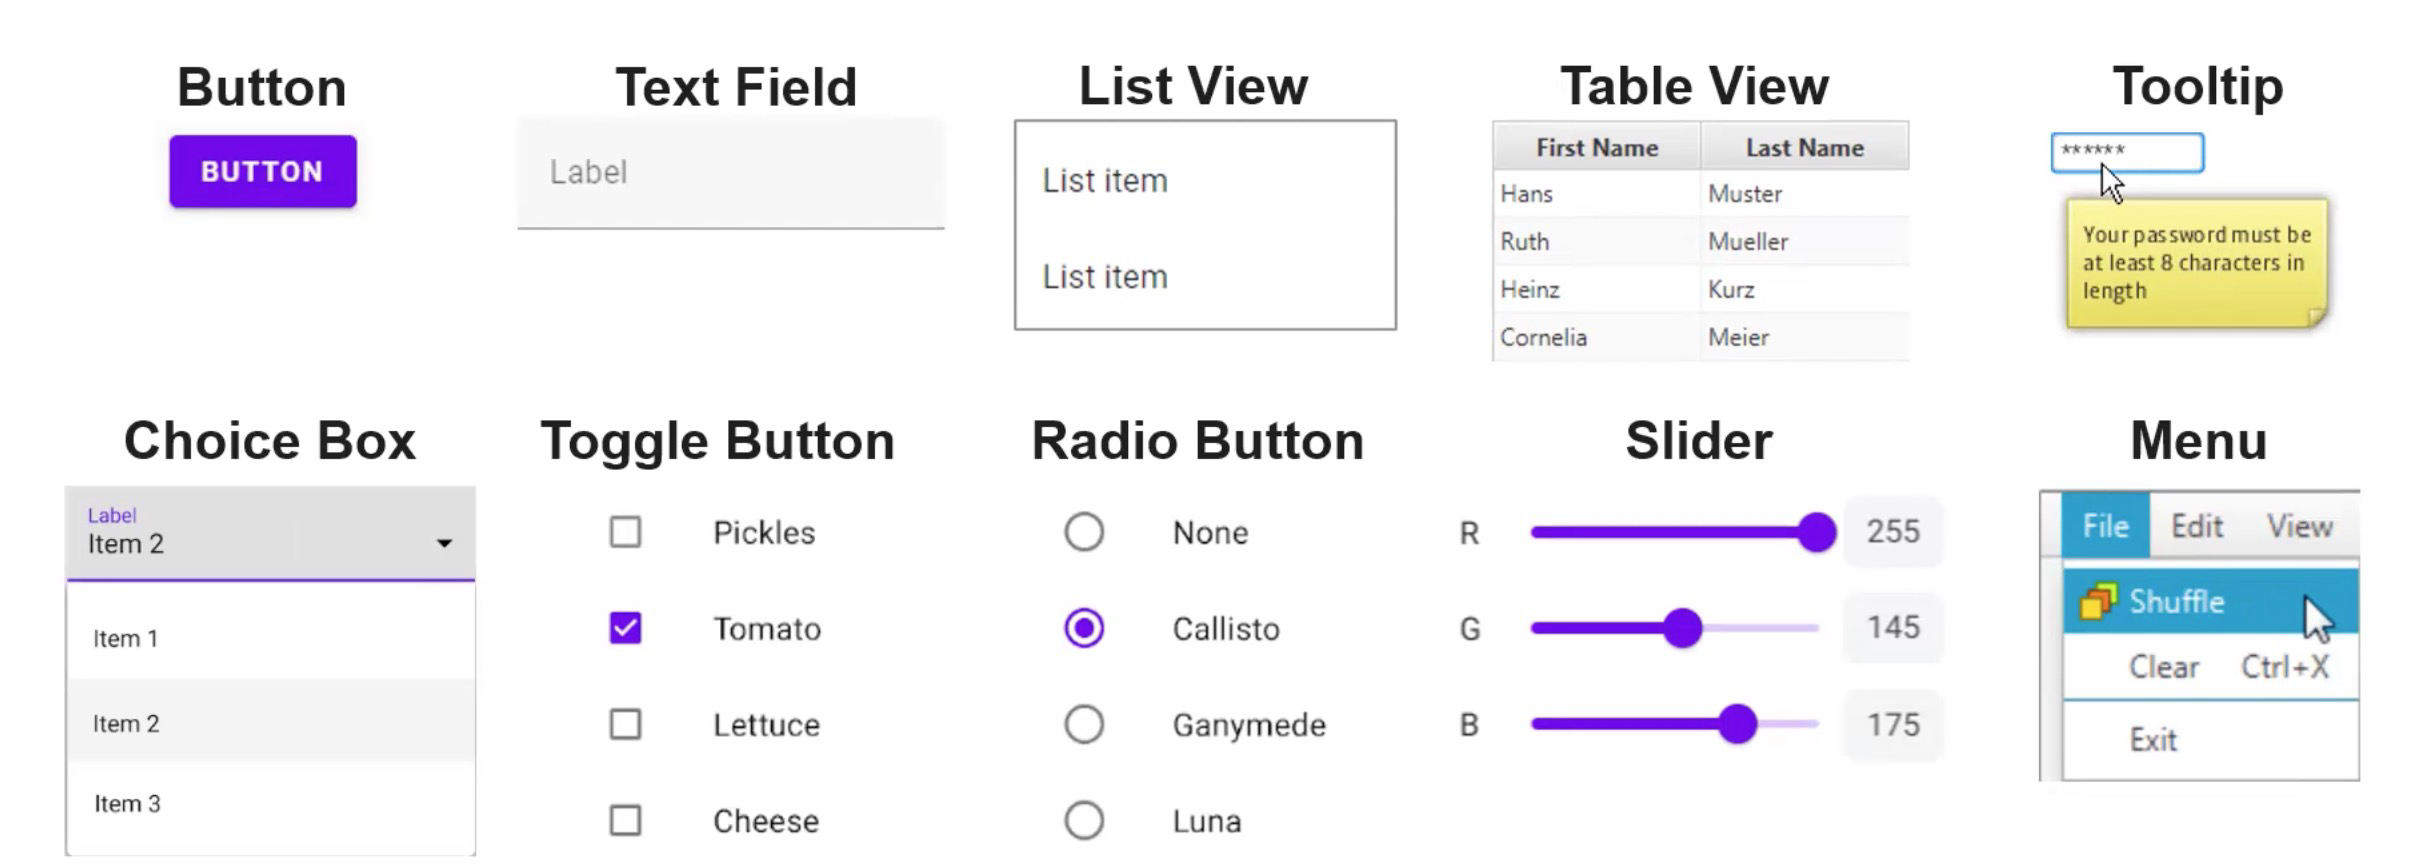 Button
BUTTON
Text Field
Label
List View
List item
List item
Table View
First Name Last Name
Hans Muster
Ruth Mueller
Heinz Kurz
Cornelia Meier
Tooltip
******
Your password must be
at least 8 characters in
length
Choice Box
Label
Item 2
Item 1
Item 2
Item 3
Toggle Button
Pickles
Tomato
Lettuce
Cheese
Radio Button
None
Callisto
Ganymede
Luna
Slider
R 255
G 145
B 175
Menu
File Edit View
Shuffle
Clear Ctrl+X
Exit